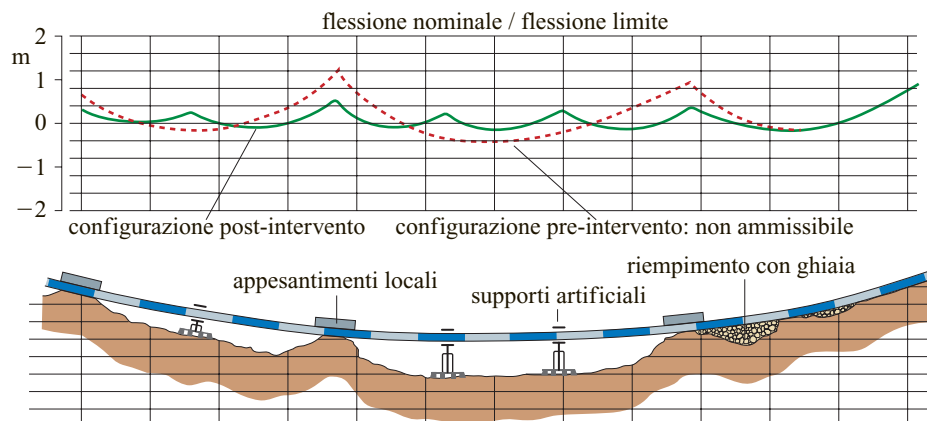 flessione nominale / flessione limite
2
m
1
0
−1
−2
configurazione post-intervento
configurazione pre-intervento: non ammissibile
riempimento con ghiaia
appesantimenti locali
supporti artificiali